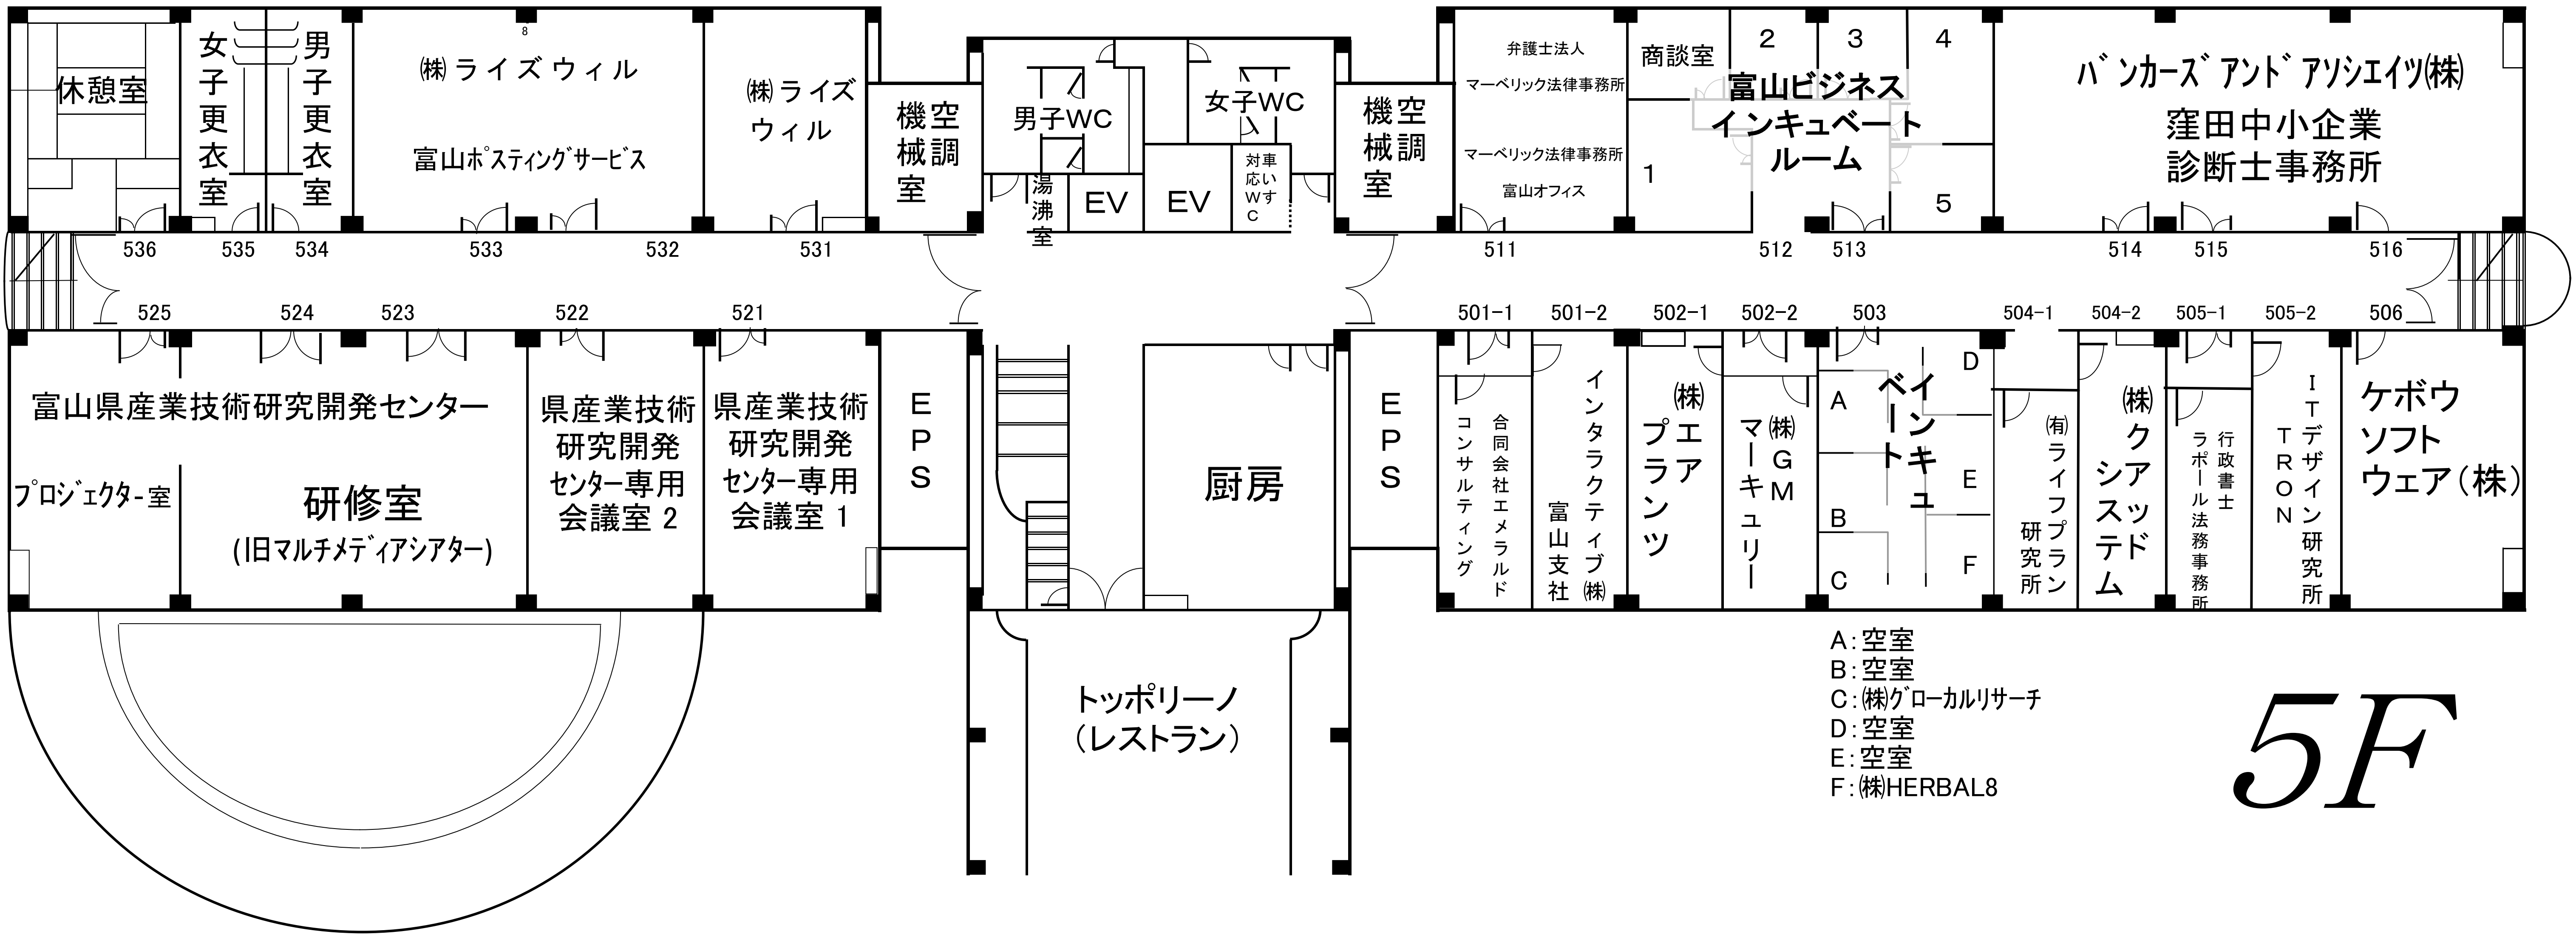 8
休憩室
女子更衣室
男子更衣室
㈱ライズウィル
富山ﾎﾟｽﾃｨﾝｸﾞｻｰﾋﾞｽ
㈱ライズ
ウィル
空調
機械室
男子WC
女子WC
湯沸室
EV
EV
車いす
対応WC
空調
機械室
弁護士法人
マーベリック法律事務所
マーベリック法律事務所
富山オフィス
商談室
1
2
3
4
5
富山ビジネス
インキュベート
ルーム
ﾊﾞﾝｶｰｽﾞｱﾝﾄﾞｱｿｼｴｲﾂ(株)
窪田中小企業
診断士事務所
536
535
534
533
532
531
511
512
513
514
515
516
525
524
523
522
521
501-1
501-2
502-1
502-2
503
504-1
504-2
505-1
505-2
506
富山県産業技術研究開発センター
プロジェクター室
研修室
(旧マルチメディアシアター)
県産業技術
研究開発
センター専用
会議室 2
県産業技術
研究開発
センター専用
会議室 1
EPS
厨房
EPS
合同会社エメラルド
コンサルティング
インタラクティブ㈱
富山支社
㈱エア
プランツ
㈱GM
マーキュリー
インキュ
ベート
A
B
C
D
E
F
㈲ライフプラン
研究所
㈱クアッド
システム
行政書士
ラポール法務事務所
ITデザイン研究所
TRON
ケボウ
ソフト
ウェア(株)
トッポリーノ
(レストラン)
A:空室
B:空室
C:㈱グローカルリサーチ
D:空室
E:空室
F:㈱HERBAL8
5F